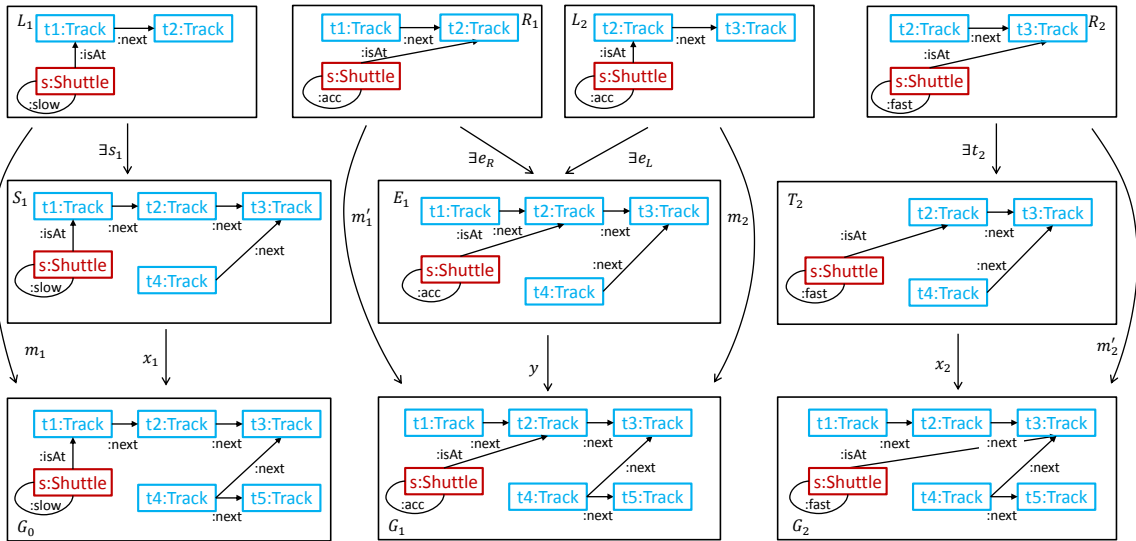 L₁
t1:Track
:next
t2:Track
:isAt
s:Shuttle
:slow
R₁
t1:Track
:next
t2:Track
:isAt
s:Shuttle
:acc
L₂
t2:Track
:next
t3:Track
:isAt
s:Shuttle
:acc
R₂
t2:Track
:next
t3:Track
:isAt
s:Shuttle
:fast
∃s₁
∃e_R
∃e_L
∃t₂
m₁
m₁′
m₂
m₂′
S₁
t1:Track
t2:Track
t3:Track
:next
:next
:isAt
:next
s:Shuttle
:slow
t4:Track
E₁
t1:Track
t2:Track
t3:Track
:next
:next
:isAt
:next
s:Shuttle
:acc
t4:Track
T₂
t2:Track
t3:Track
:next
:isAt
:next
s:Shuttle
:fast
t4:Track
x₁
y
x₂
G₀
t1:Track
t2:Track
t3:Track
:next
:next
:isAt
:next
s:Shuttle
:slow
t4:Track
t5:Track
:next
G₁
t1:Track
t2:Track
t3:Track
:next
:next
:isAt
:next
s:Shuttle
:acc
t4:Track
t5:Track
:next
G₂
t1:Track
t2:Track
t3:Track
:next
:next
:isAt
:next
s:Shuttle
:fast
t4:Track
t5:Track
:next